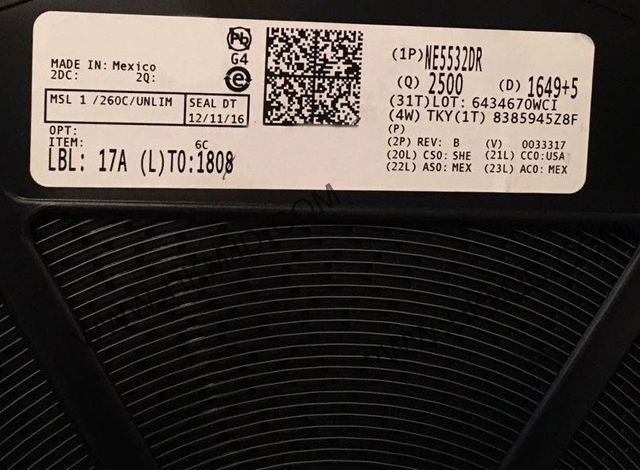 Pb
G4
e
MADE IN: Mexico
2DC: 2Q:
MSL 1 /260C/UNLIM SEAL DT
12/11/16
OPT:
ITEM: 6C
LBL: 17A (L)TO:1808
(1P)NE5532DR
(Q) 2500 (D) 1649+5
(31T)LOT: 6434670WCI
(4W) TKY(1T) 8385945Z8F
(P)
(2P) REV: B (V) 0033317
(20L) CSO: SHE (21L) CCO:USA
(22L) ASO: MEX (23L) ACO: MEX